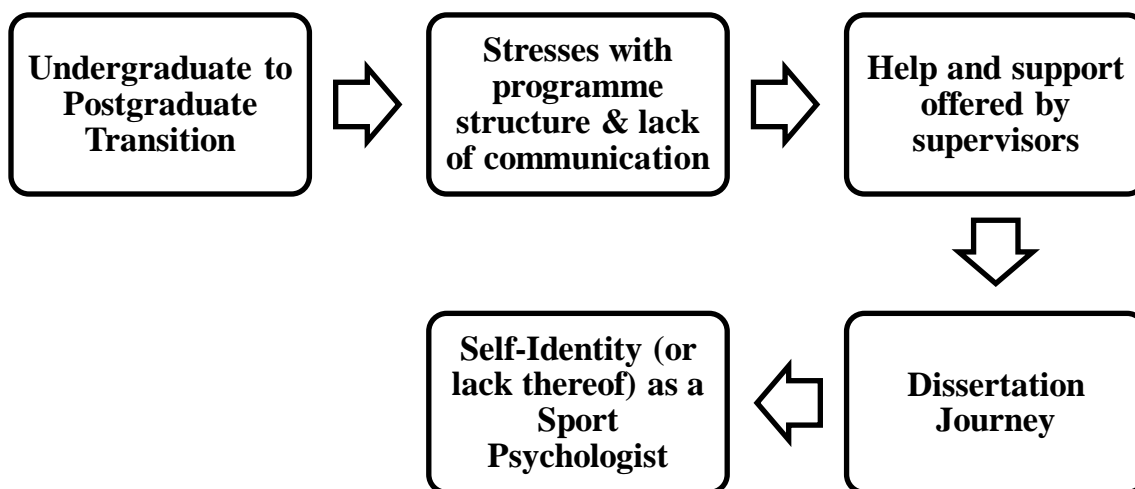 Undergraduate to
Postgraduate
Transition
Stresses with
programme
structure & lack
of communication
Help and support
offered by
supervisors
Dissertation
Journey
Self-Identity (or
lack thereof) as a
Sport
Psychologist